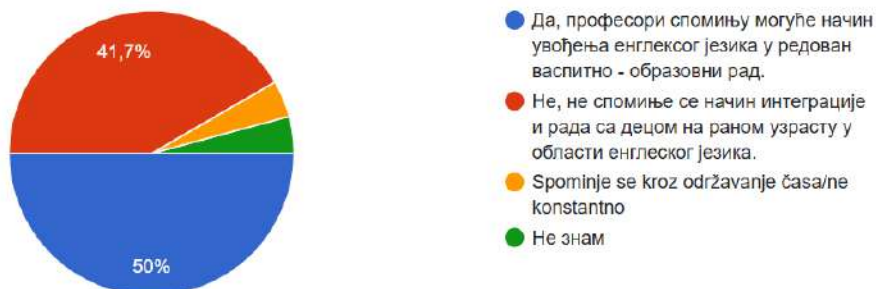 41,7%
50%
Да, професори спомињу могуће начин
увођења енглексог језика у редован
васпитно - образовни рад.
Не, не спомиње се начин интеграције
и рада са децом на раном узрасту у
области енглеског језика.
Spominje se kroz održavanje časa/ne
konstantno
Не знам